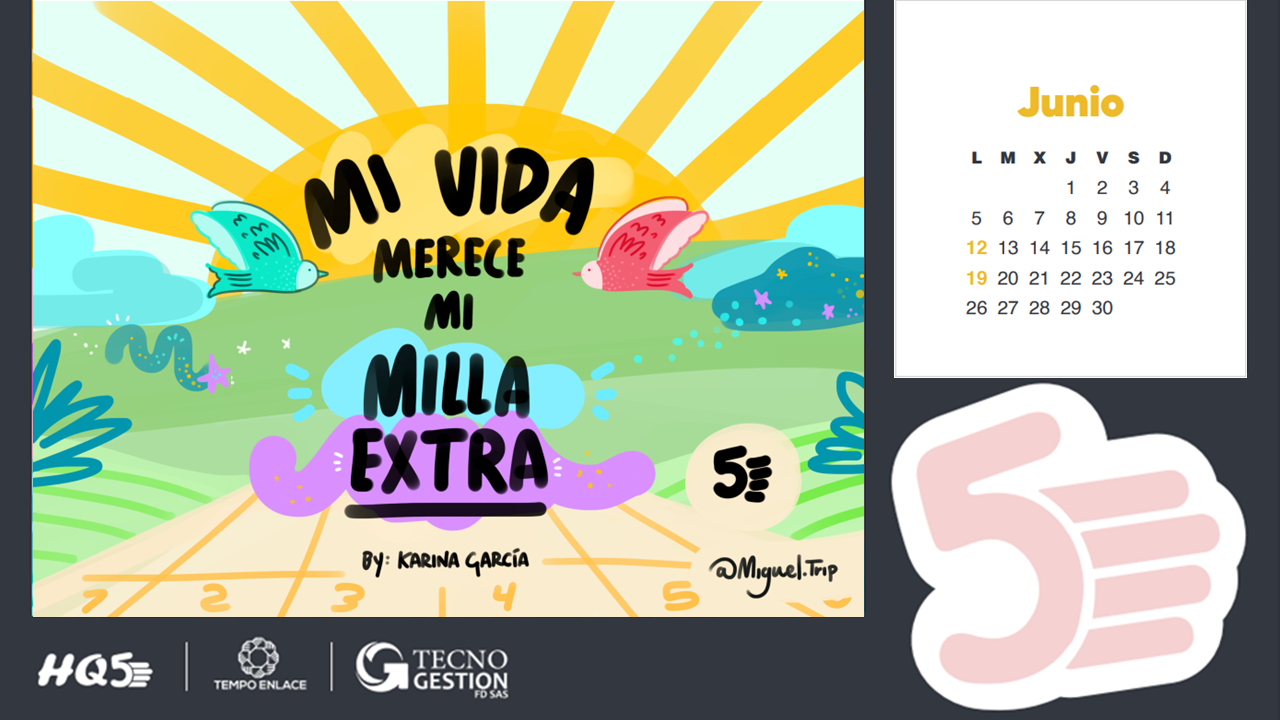 MI VIDA
MERECE
MI
MILLA
EXTRA
BY: KARINA GARCÍA
@Miguel.Trip
5
1 2 3 4 5
Junio
L M X J V S D
1 2 3 4
5 6 7 8 9 10 11
12 13 14 15 16 17 18
19 20 21 22 23 24 25
26 27 28 29 30
5
HQ5
TEMPO ENLACE
G TECNO
GESTION
FD SAS